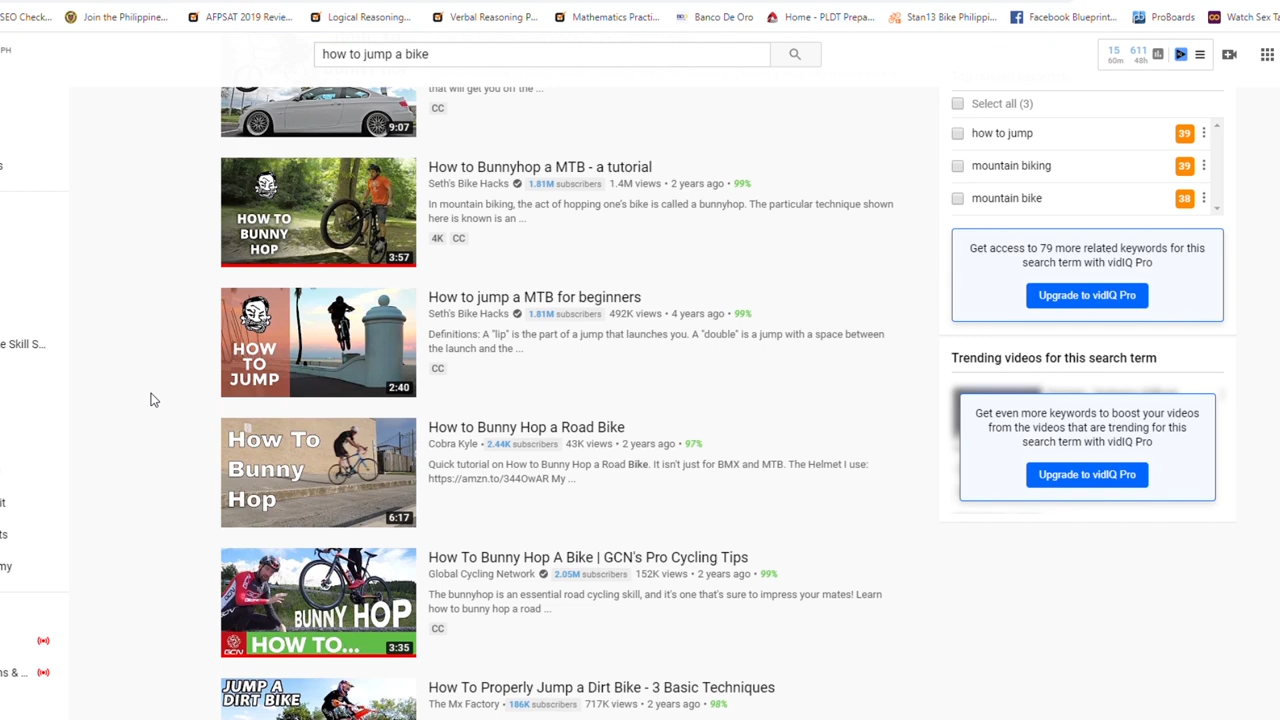 SEO Check...
Join the Philippine...
AFPSAT 2019 Review...
Logical Reasoning...
Verbal Reasoning P...
Mathematics Practi...
Banco De Oro
Home - PLDT Prepa...
Stan13 Bike Philippi...
Facebook Blueprint...
ProBoards
Watch Sex Ta
PH
how to jump a bike
15
60m
611
48h
that will get you off the ...
CC
9:07
How to Bunnyhop a MTB - a tutorial
Seth's Bike Hacks 1.81M subscribers • 1.4M views • 2 years ago • 99%
In mountain biking, the act of hopping one's bike is called a bunnyhop. The particular technique shown
here is known is an ...
4K CC
HOW TO
BUNNY
HOP
3:57
How to jump a MTB for beginners
Seth's Bike Hacks 1.81M subscribers • 492K views • 4 years ago • 99%
Definitions: A "lip" is the part of a jump that launches you. A "double" is a jump with a space between
the launch and the ...
CC
HOW
TO
JUMP
2:40
How to Bunny Hop a Road Bike
Cobra Kyle • 2.44K subscribers • 43K views • 2 years ago • 97%
Quick tutorial on How to Bunny Hop a Road Bike. It isn't just for BMX and MTB. The Helmet I use:
https://amzn.to/344OwAR My ...
How To
Bunny
Hop
6:17
How To Bunny Hop A Bike | GCN's Pro Cycling Tips
Global Cycling Network 2.05M subscribers • 152K views • 2 years ago • 99%
The bunnyhop is an essential road cycling skill, and it's one that's sure to impress your mates! Learn
how to bunny hop a road ...
CC
BUNNY HOP
GCN
HOW TO...
3:35
How To Properly Jump a Dirt Bike - 3 Basic Techniques
The Mx Factory • 186K subscribers • 717K views • 2 years ago • 98%
JUMP A
DIRT BIKE
Select all (3)
how to jump 39
mountain biking 39
mountain bike 38
Get access to 79 more related keywords for this
search term with vidIQ Pro
Upgrade to vidIQ Pro
Trending videos for this search term
Get even more keywords to boost your videos
from the videos that are trending for this
search term with vidIQ Pro
Upgrade to vidIQ Pro
s
e Skill S...
it
ts
my
ns & ...